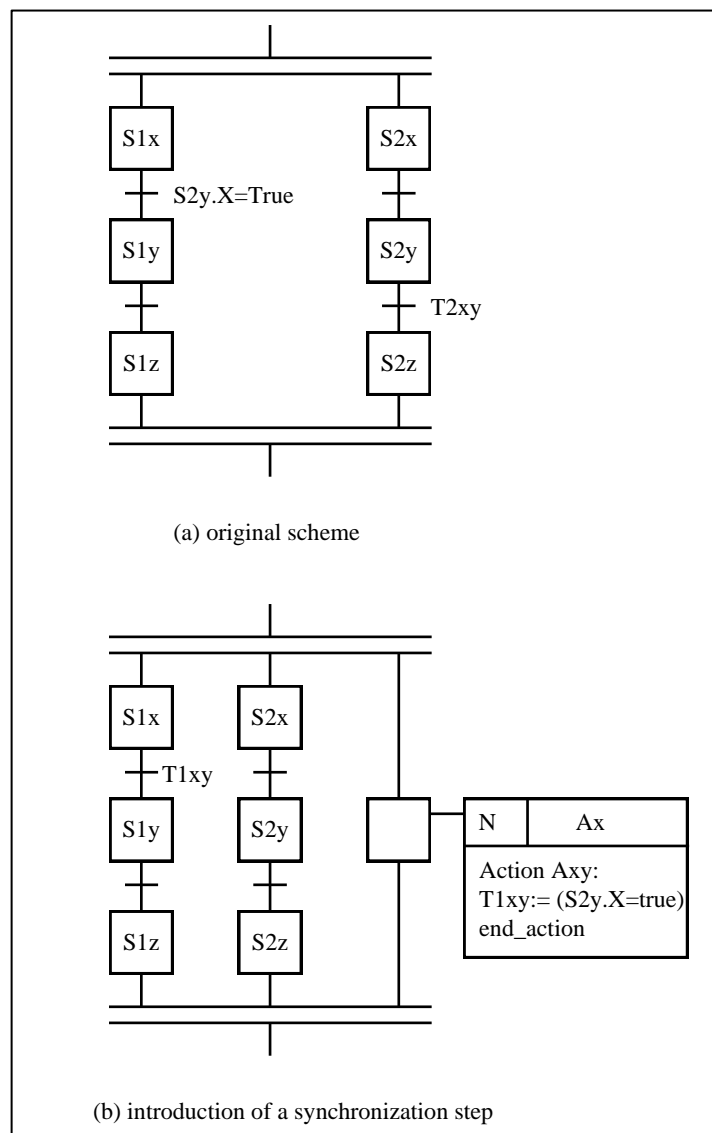 S1x
S2x
S2y.X=True
S1y
S2y
T2xy
S1z
S2z
(a) original scheme
S1x
S2x
T1xy
S1y
S2y
N
Ax
Action Axy:
T1xy:= (S2y.X=true)
end_action
S1z
S2z
(b) introduction of a synchronization step